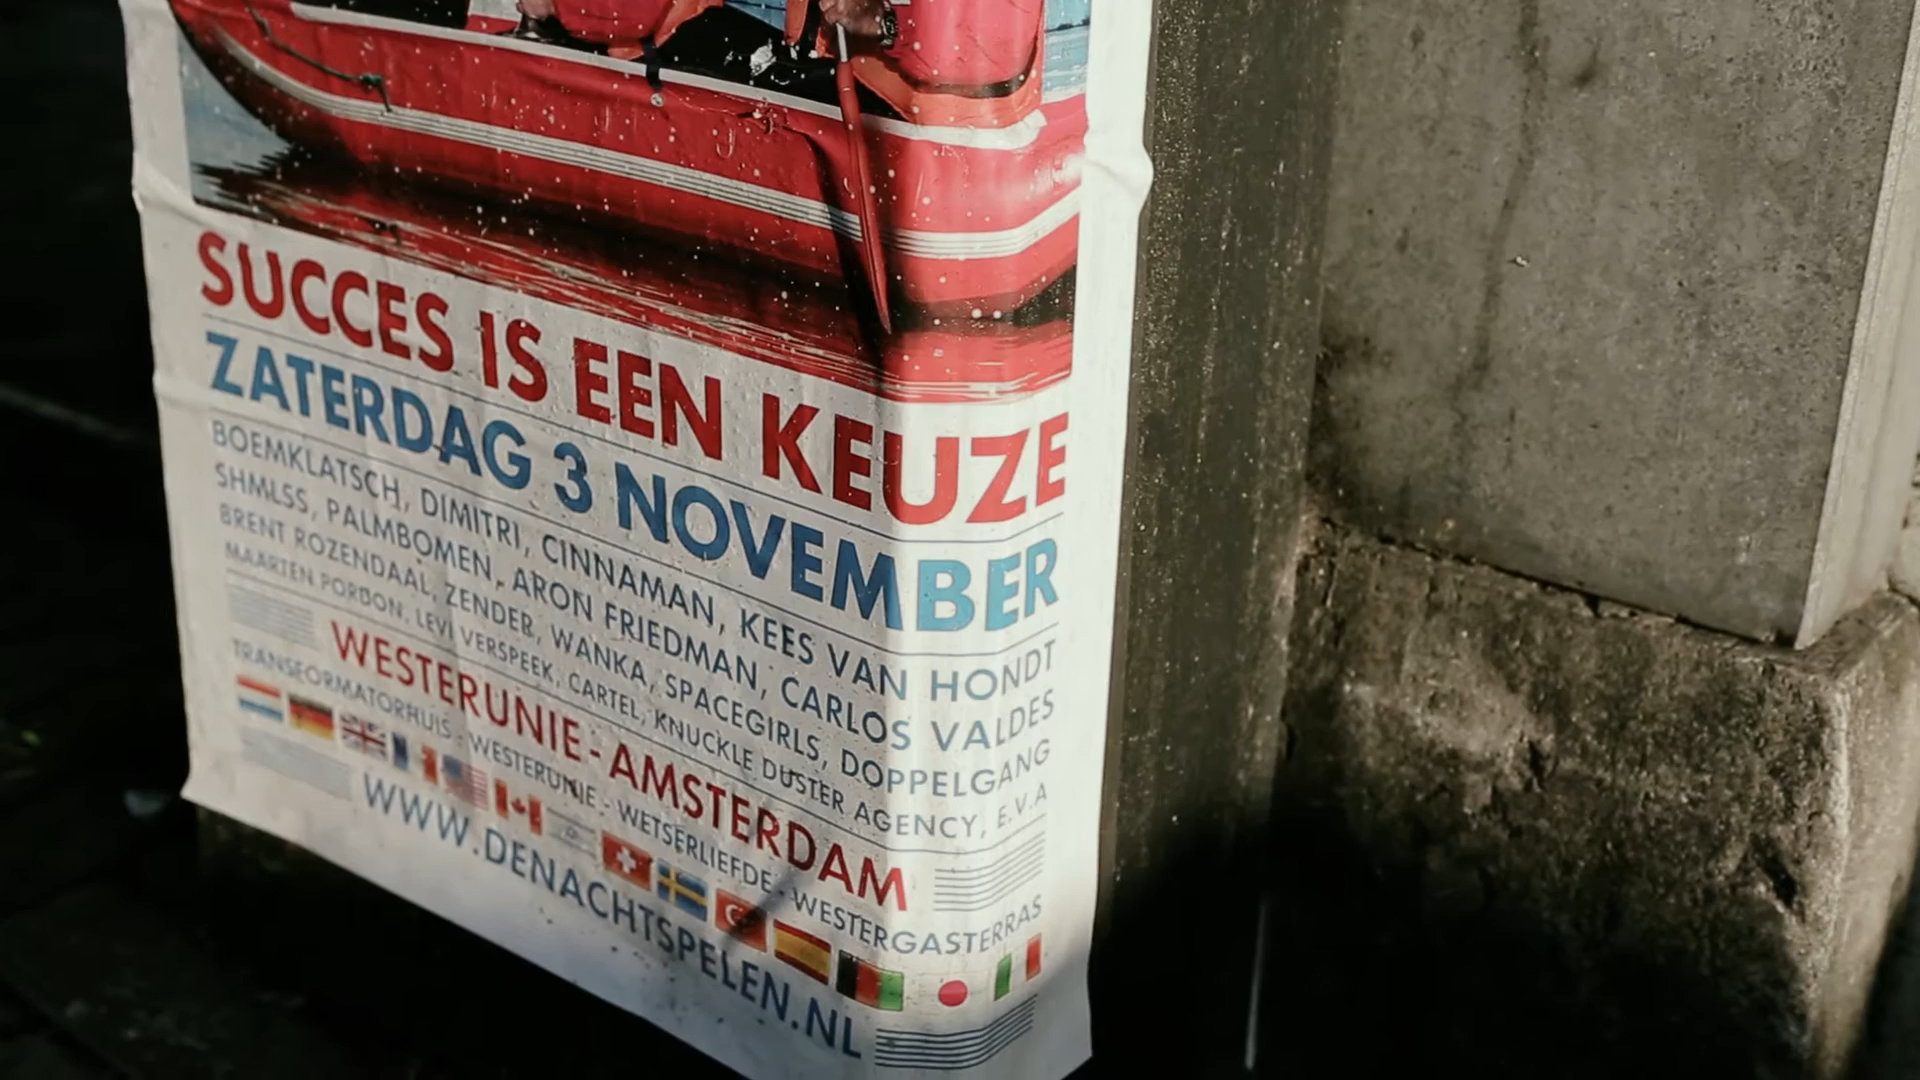 SUCCES IS EEN KEUZE
ZATERDAG 3 NOVEMBER
BOEMKLATSCH, DIMITRI, CINNAMAN, KEES VAN HONDT
SHMLSS, PALMBOMEN, ARON FRIEDMAN, CARLOS VALDES
BRENT ROZENDAAL, ZENDER, WANKA, SPACEGIRLS, DOPPELGANG
MAARTEN PORBON, LEVI VERSPEEK, CARTEL, KNUCKLE DUSTER AGENCY, E.V.A
WESTERUNIE - AMSTERDAM
TRANSFORMATORHUIS - WESTERUNIE - WETSERLIEFDE - WESTERGASTERRAS
WWW.DENACHTSPELEN.NL